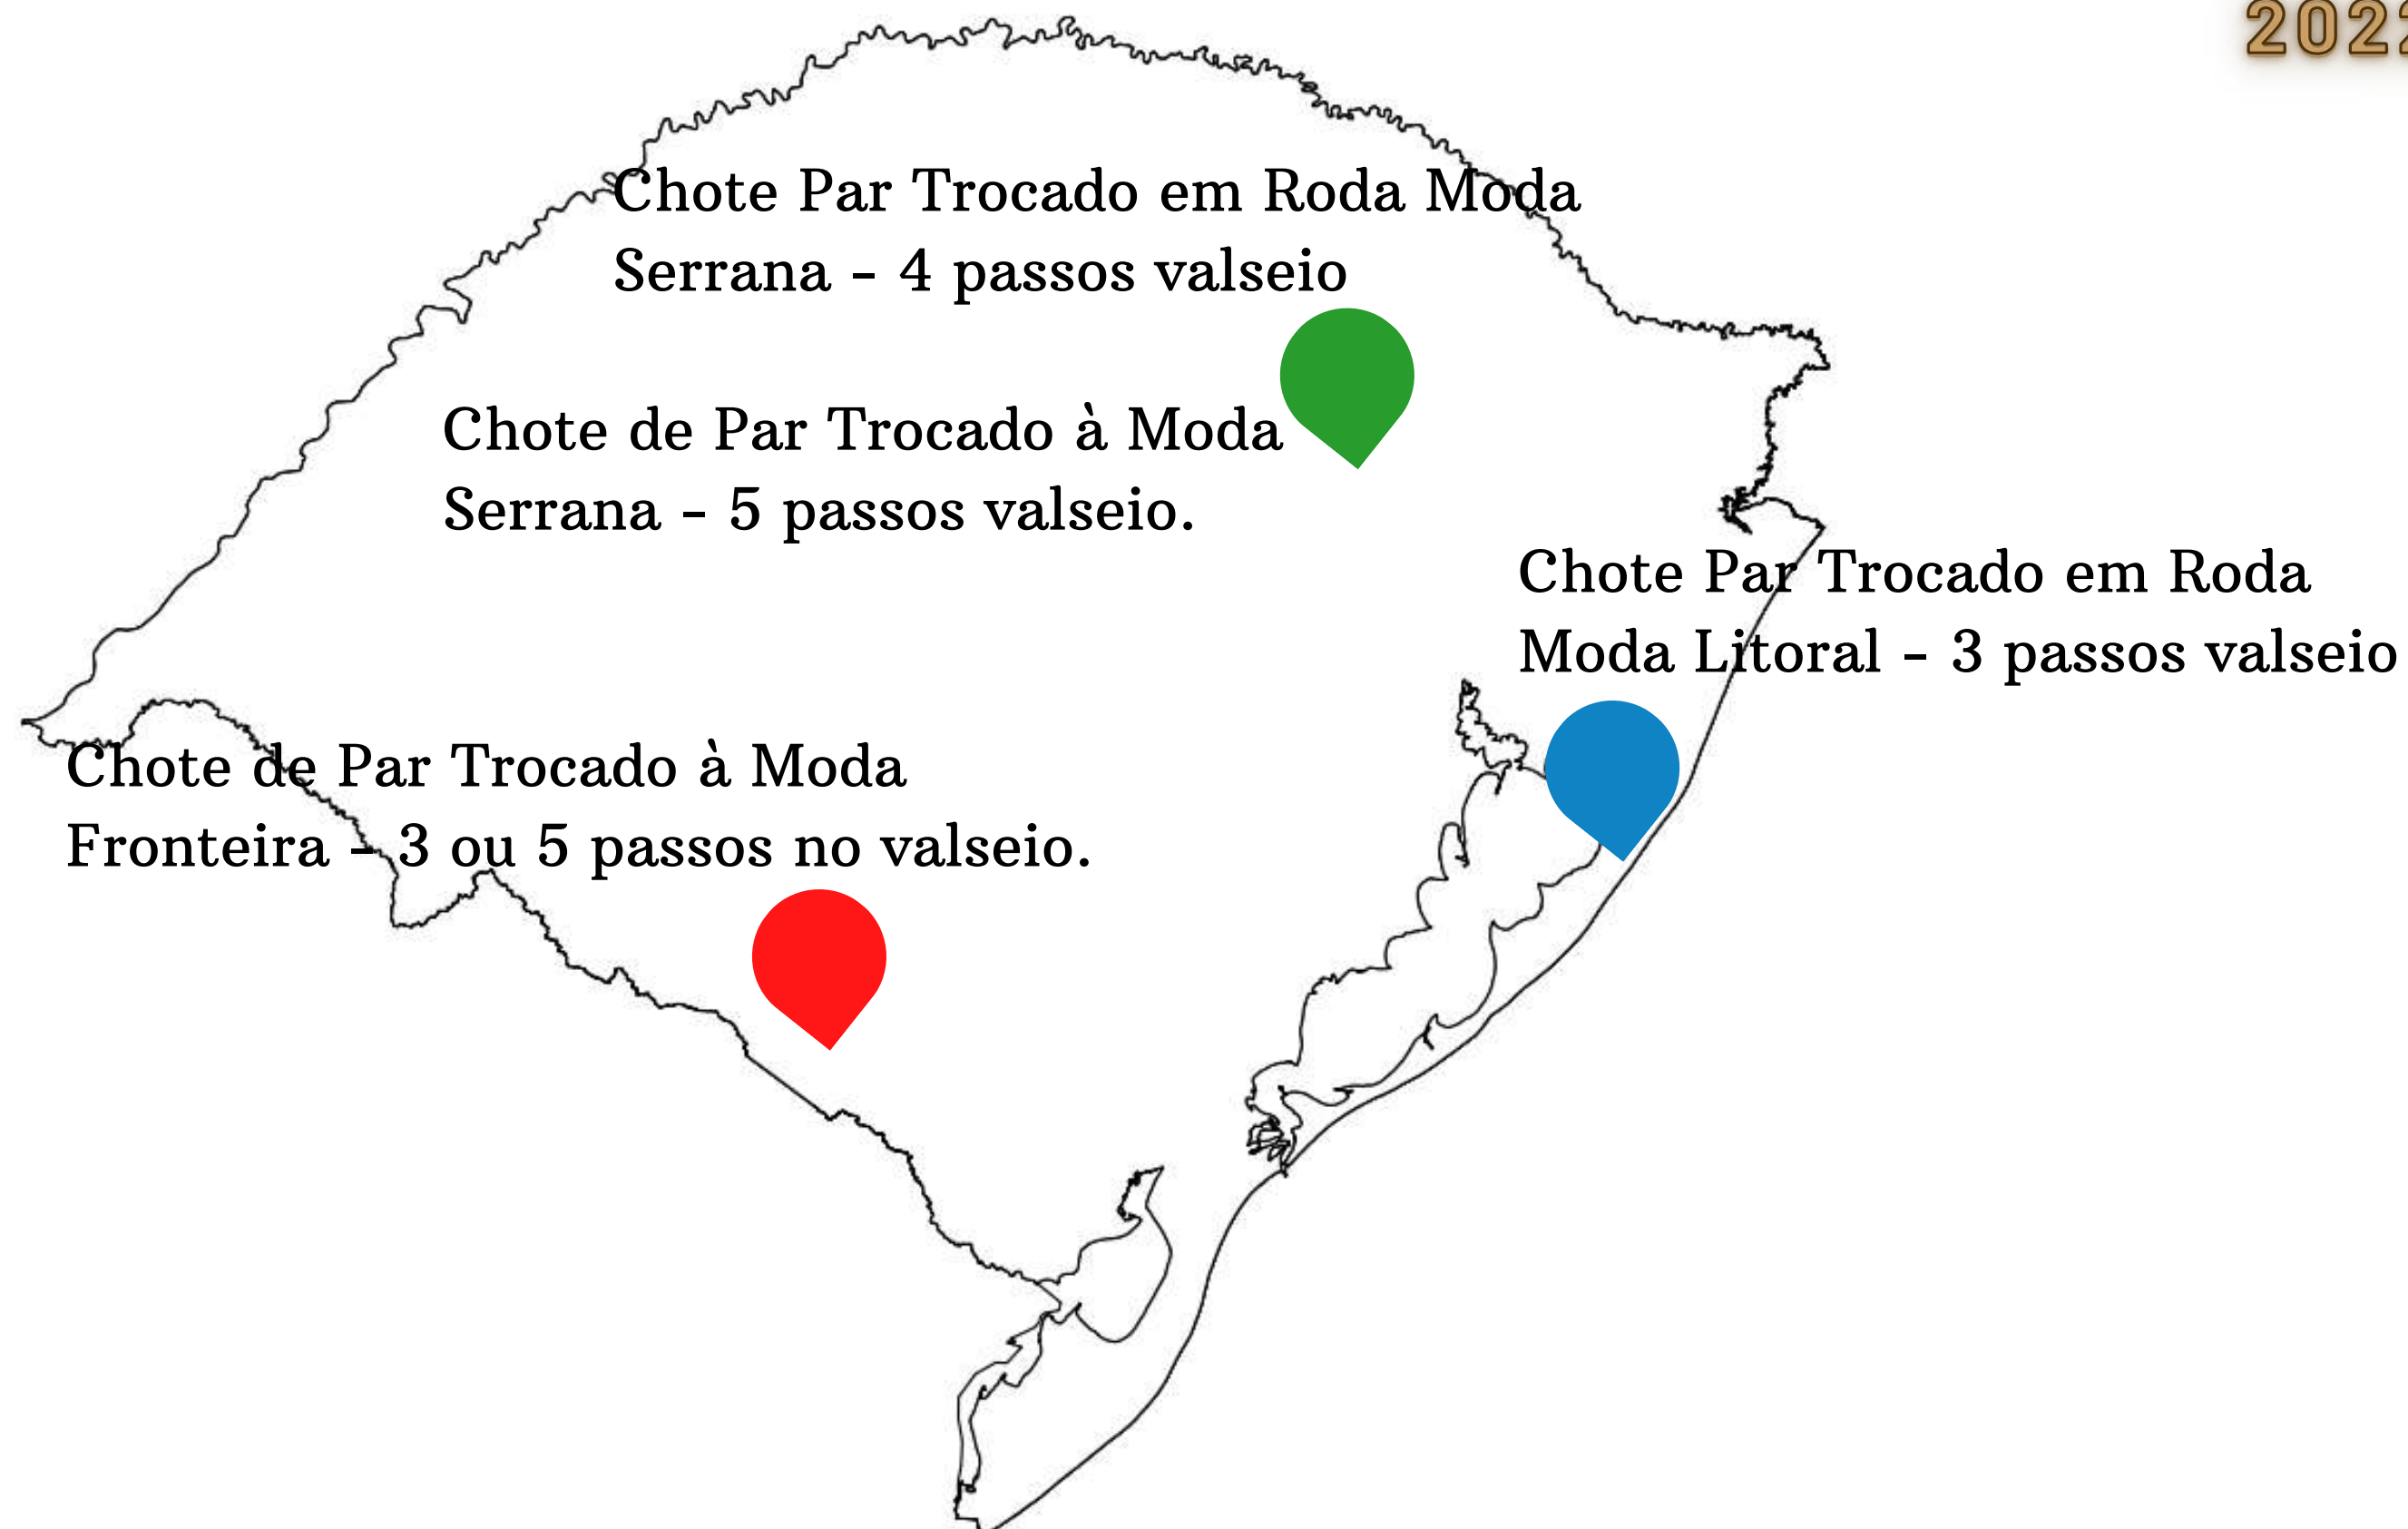 2022
Chote Par Trocado em Roda Moda
Serrana - 4 passos valseio
Chote de Par Trocado à Moda
Serrana - 5 passos valseio.
Chote Par Trocado em Roda
Moda Litoral - 3 passos valseio
Chote de Par Trocado à Moda
Fronteira - 3 ou 5 passos no valseio.